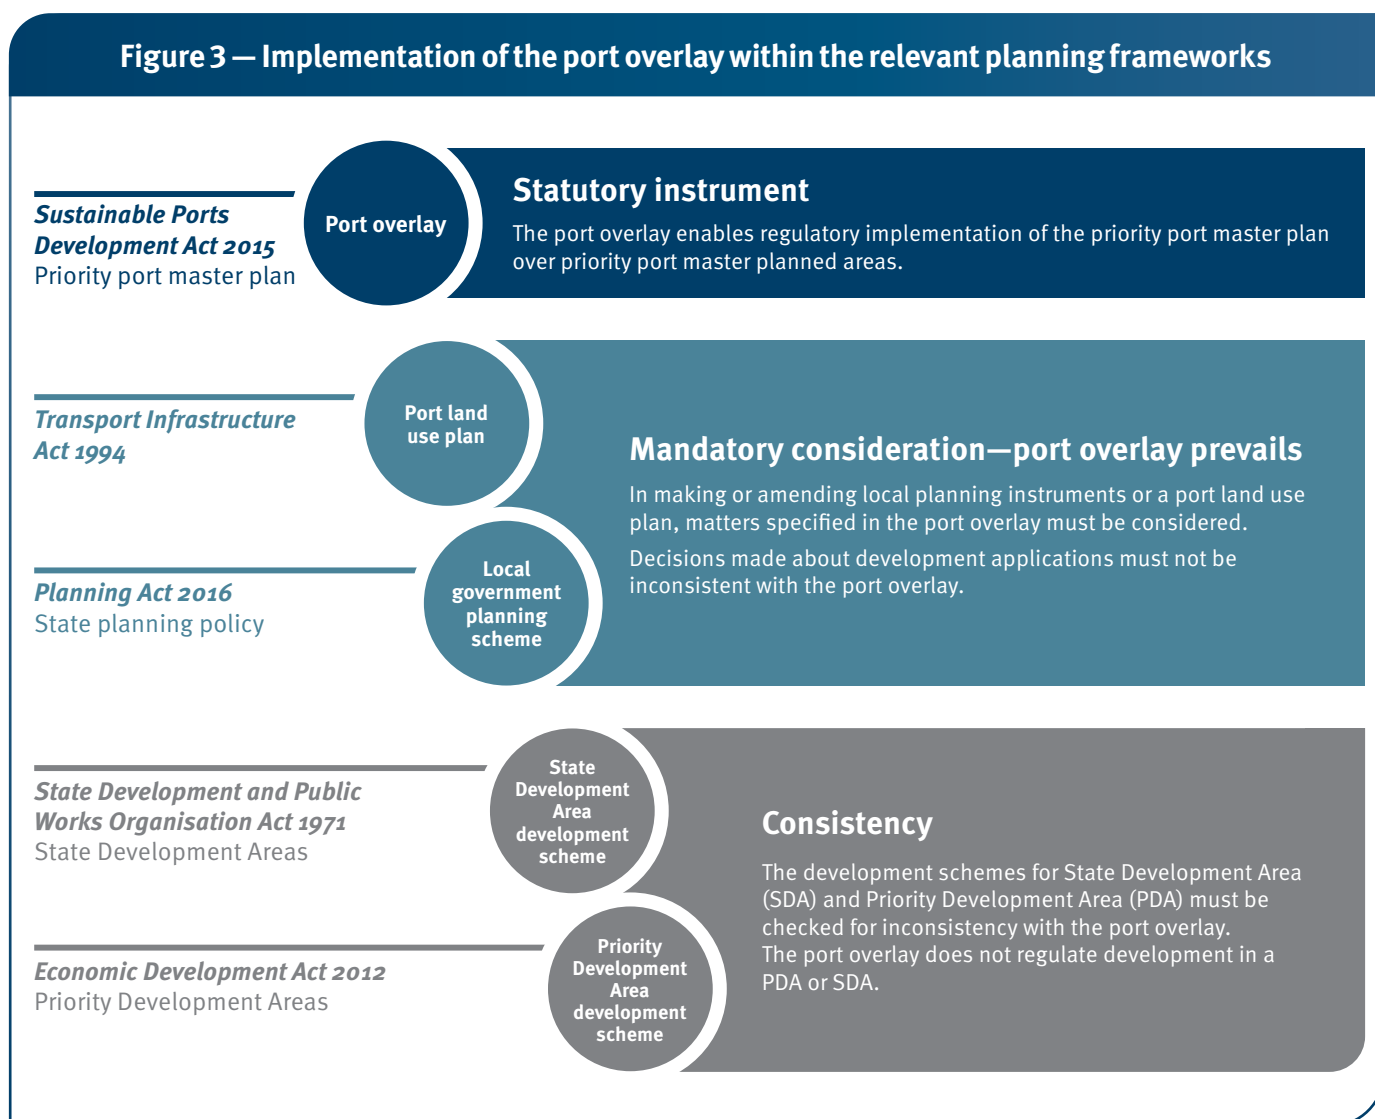 Figure 3 — Implementation of the port overlay within the relevant planning frameworks
Sustainable Ports
Development Act 2015
Priority port master plan
Port overlay
Statutory instrument
The port overlay enables regulatory implementation of the priority port master plan
over priority port master planned areas.
Transport Infrastructure
Act 1994
Port land
use plan
Planning Act 2016
State planning policy
Local
government
planning
scheme
Mandatory consideration—port overlay prevails
In making or amending local planning instruments or a port land use
plan, matters specified in the port overlay must be considered.
Decisions made about development applications must not be
inconsistent with the port overlay.
State Development and Public
Works Organisation Act 1971
State Development Areas
State
Development
Area
development
scheme
Economic Development Act 2012
Priority Development Areas
Priority
Development
Area
development
scheme
Consistency
The development schemes for State Development Area
(SDA) and Priority Development Area (PDA) must be
checked for inconsistency with the port overlay.
The port overlay does not regulate development in a
PDA or SDA.